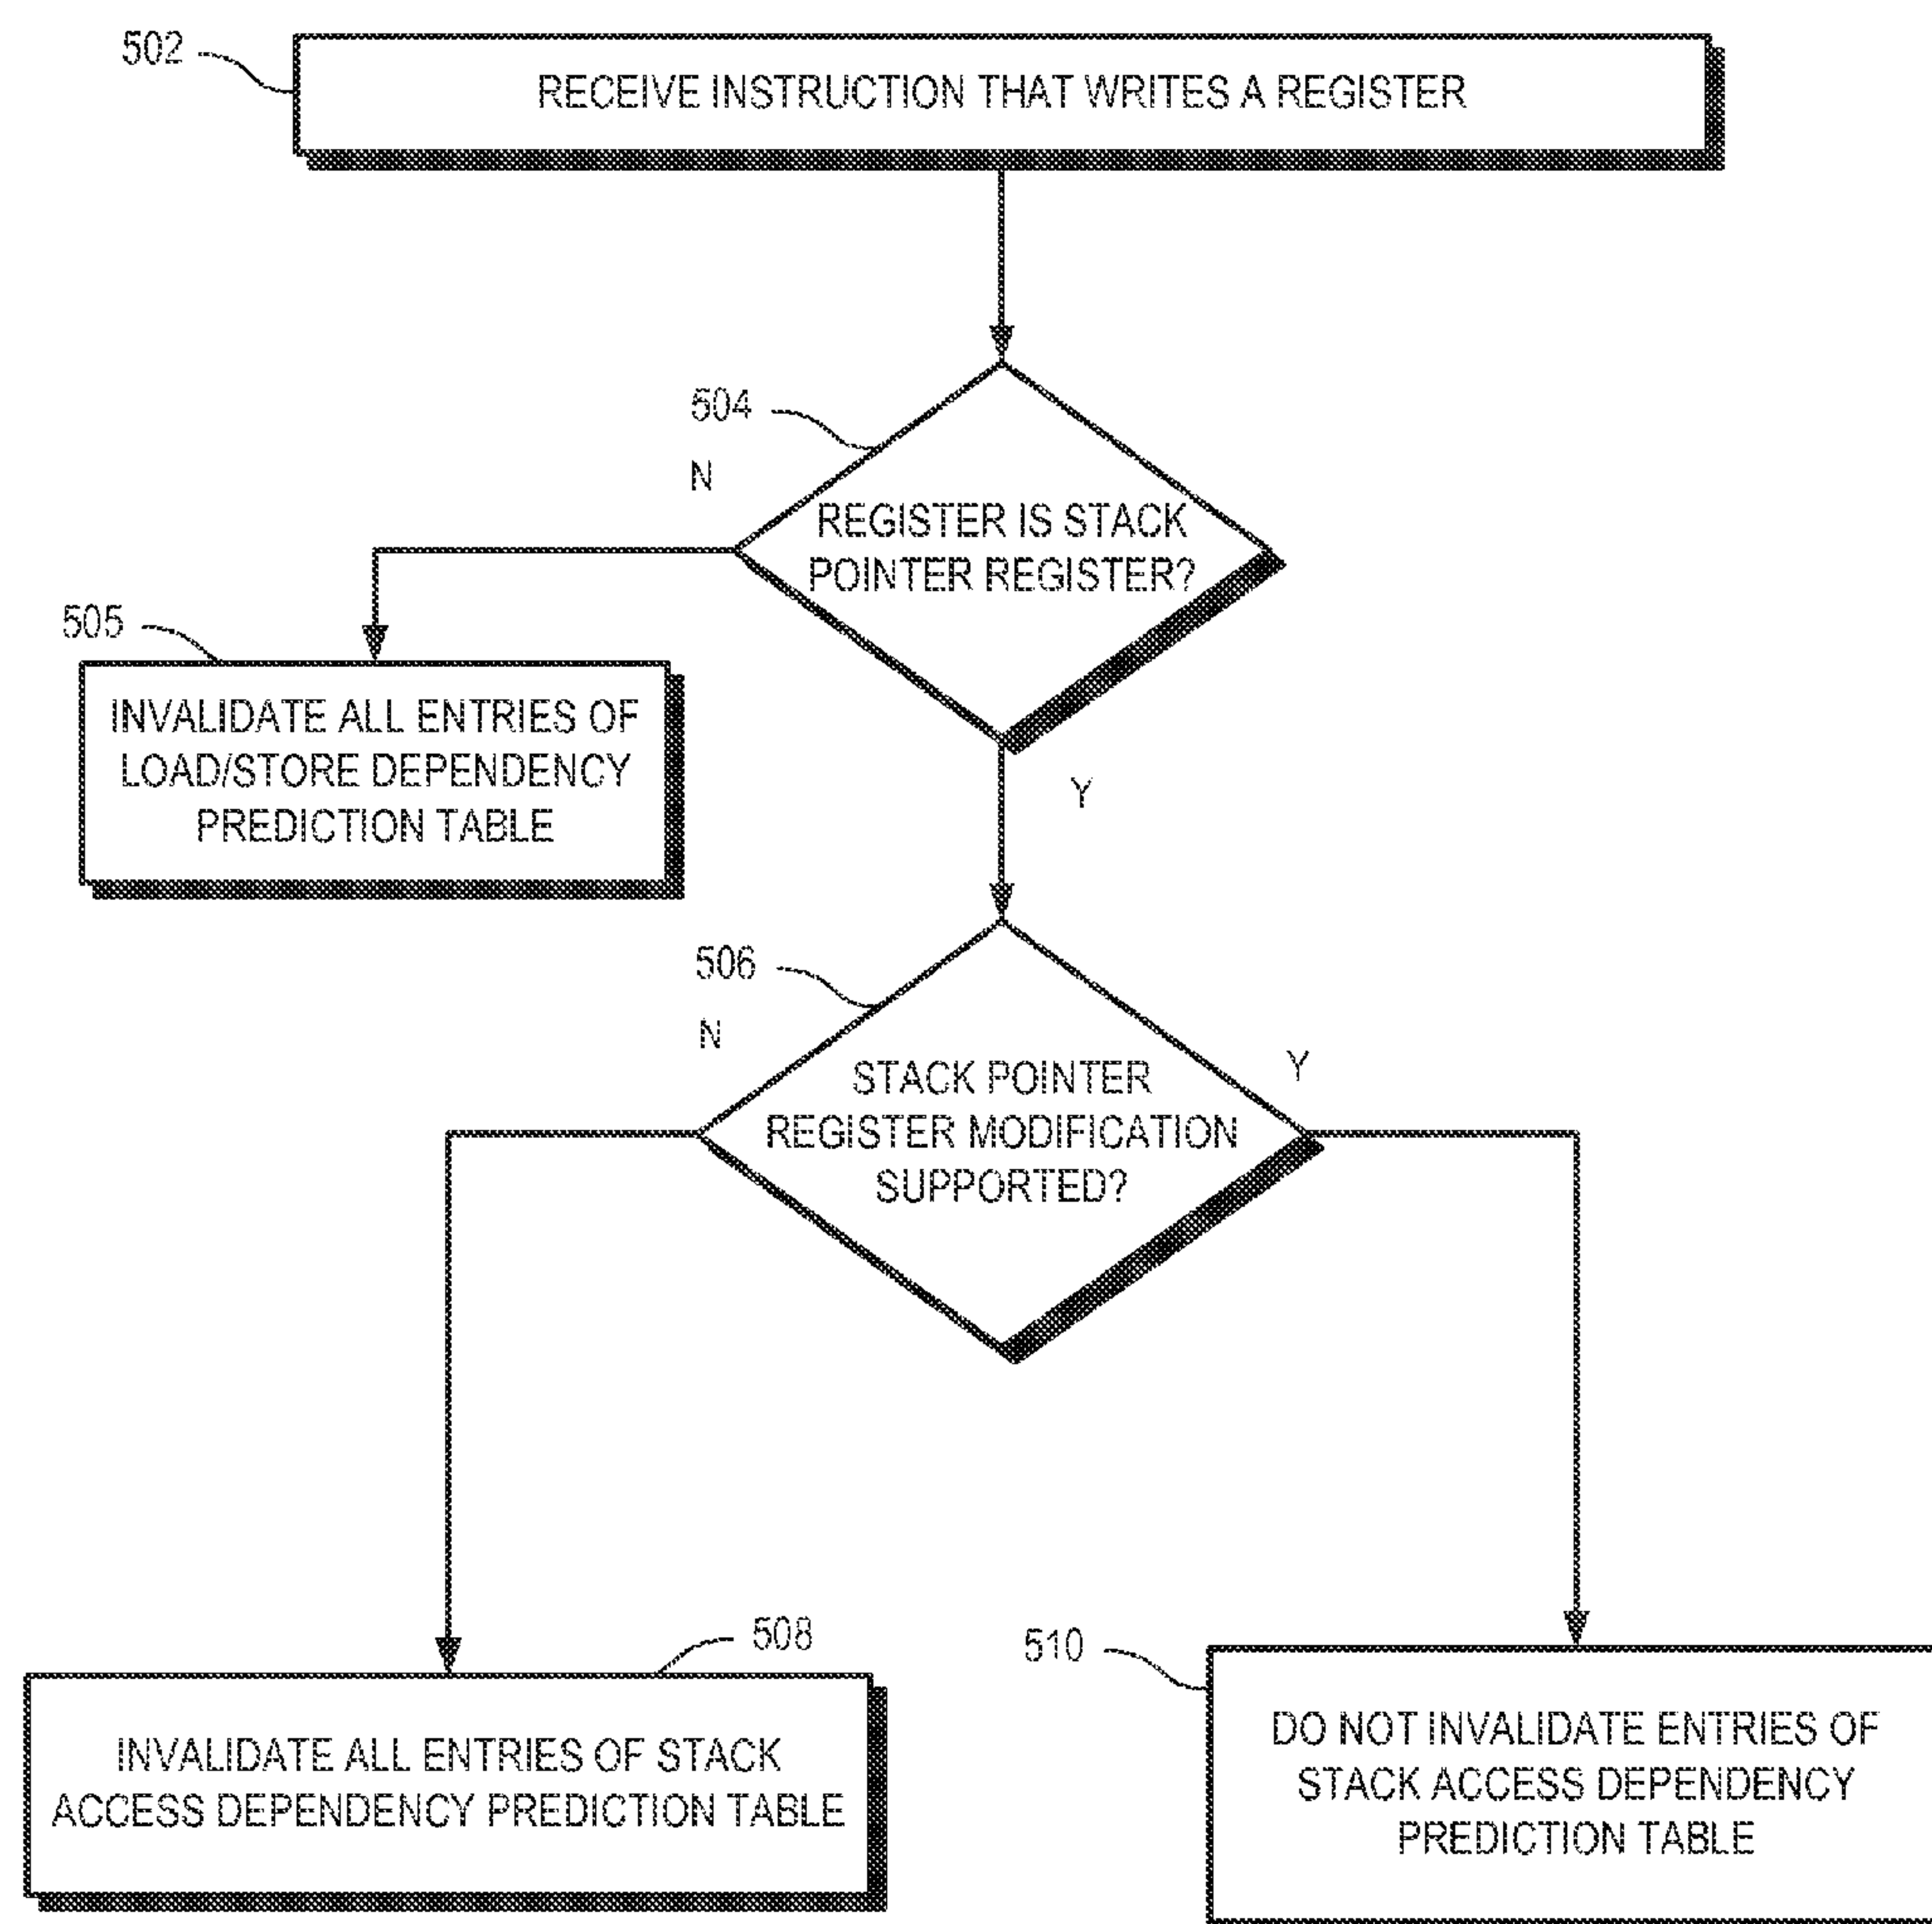 502
RECEIVE INSTRUCTION THAT WRITES A REGISTER
504
N
REGISTER IS STACK
POINTER REGISTER?
505
INVALIDATE ALL ENTRIES OF
LOAD/STORE DEPENDENCY
PREDICTION TABLE
Y
506
N
STACK POINTER
REGISTER MODIFICATION
SUPPORTED?
Y
508
INVALIDATE ALL ENTRIES OF STACK
ACCESS DEPENDENCY PREDICTION TABLE
510
DO NOT INVALIDATE ENTRIES OF
STACK ACCESS DEPENDENCY
PREDICTION TABLE